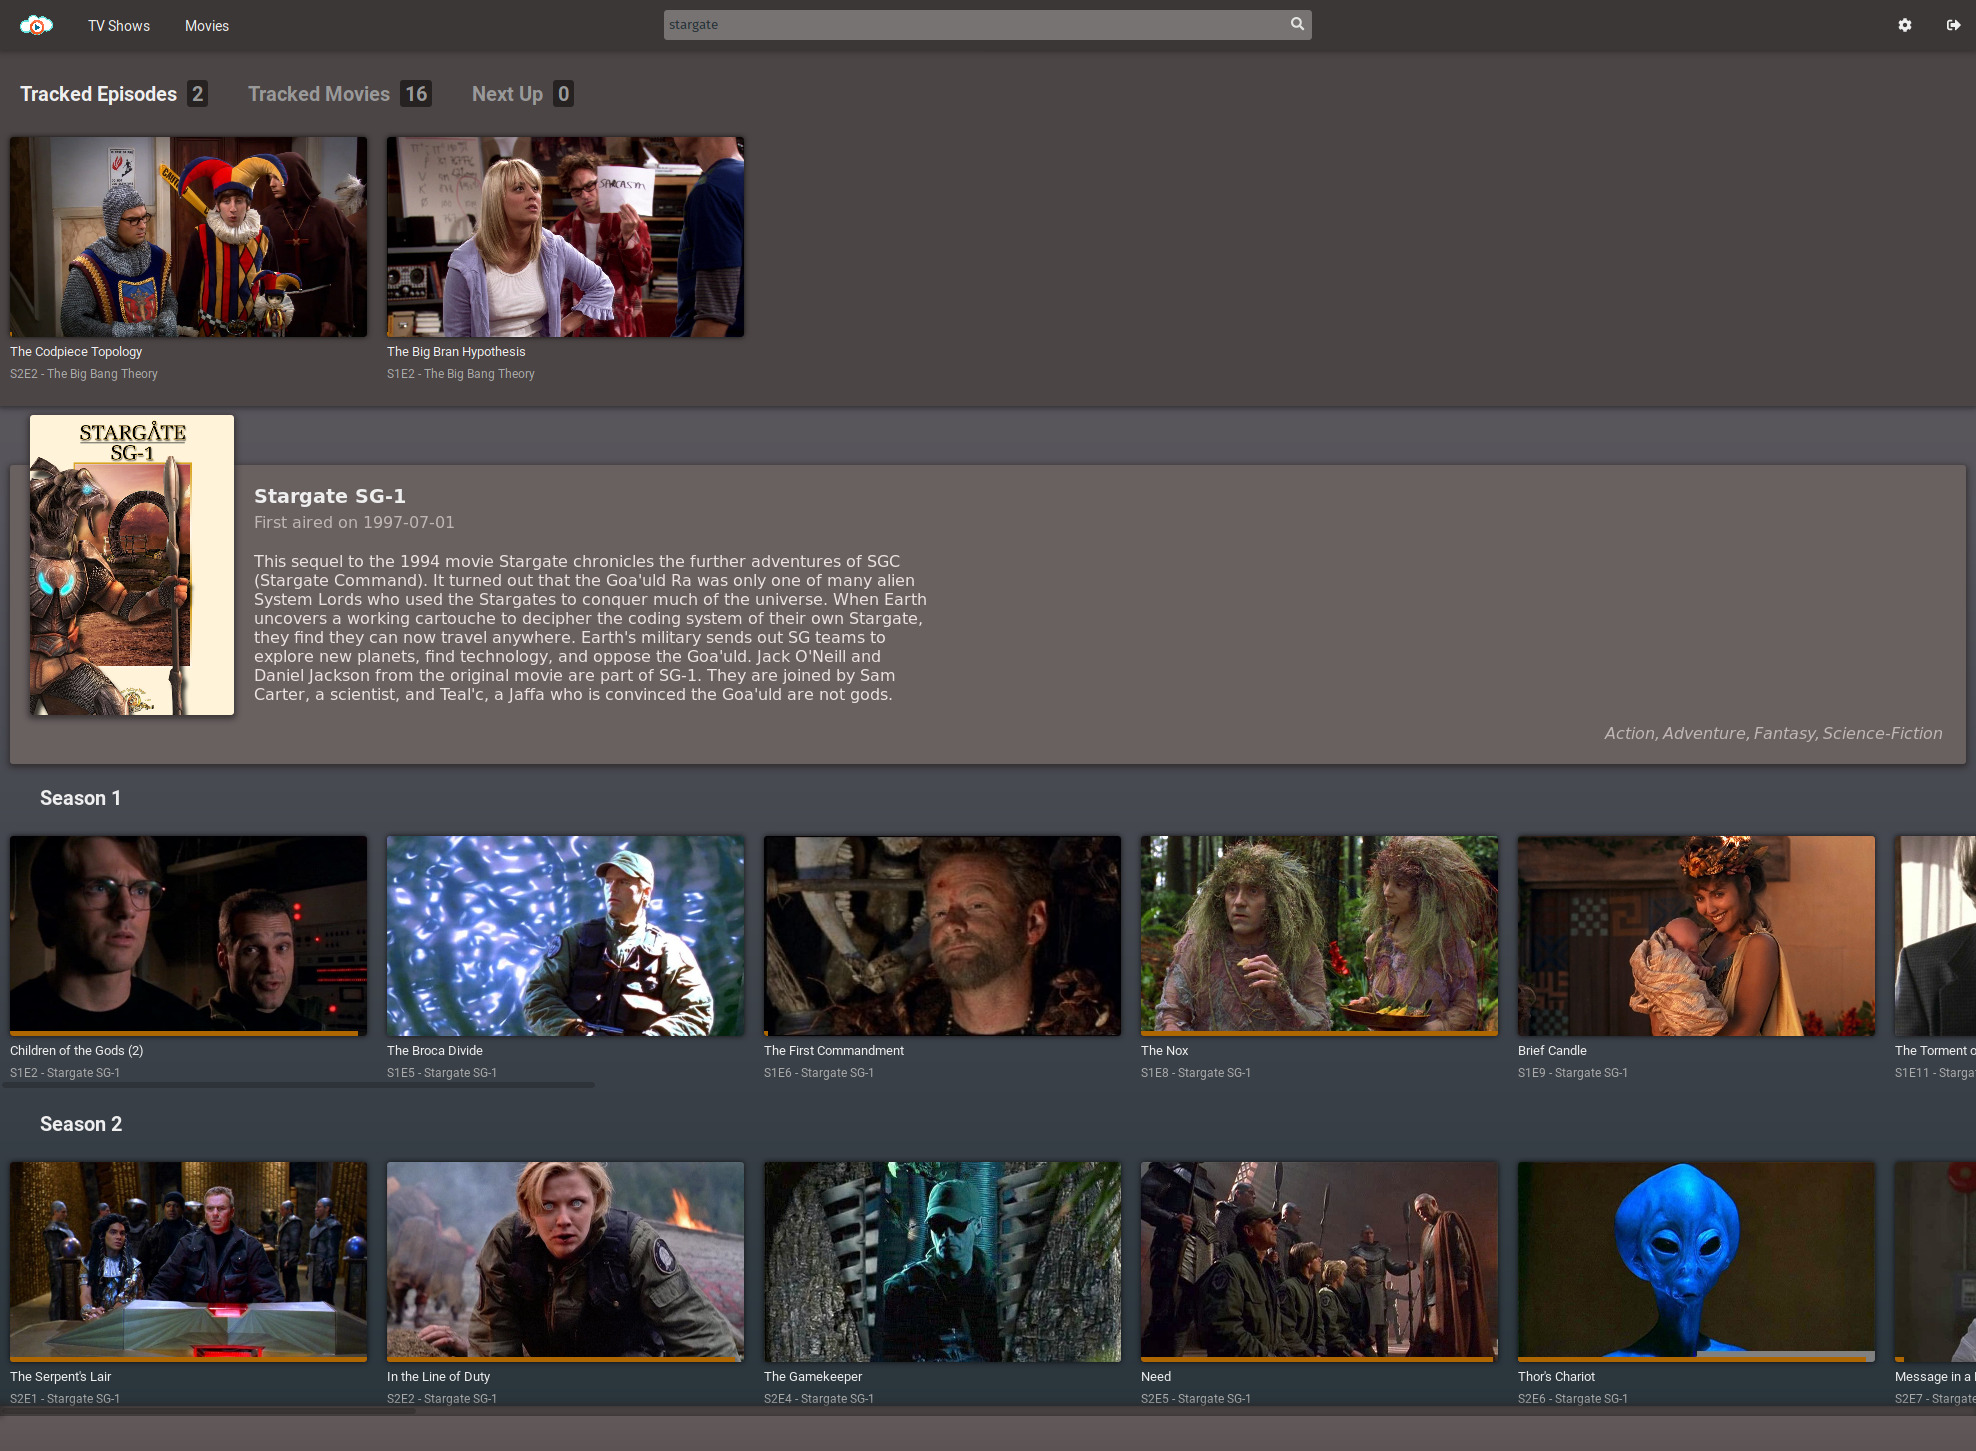 TV Shows
Movies
stargate
Tracked Episodes 2
Tracked Movies 16
Next Up 0
SARCASM
The Codpiece Topology
S2E2 - The Big Bang Theory
The Big Bran Hypothesis
S1E2 - The Big Bang Theory
STARGÅTE
SG-1
Stargate SG-1
First aired on 1997-07-01
This sequel to the 1994 movie Stargate chronicles the further adventures of SGC
(Stargate Command). It turned out that the Goa'uld Ra was only one of many alien
System Lords who used the Stargates to conquer much of the universe. When Earth
uncovers a working cartouche to decipher the coding system of their own Stargate,
they find they can now travel anywhere. Earth's military sends out SG teams to
explore new planets, find technology, and oppose the Goa'uld. Jack O'Neill and
Daniel Jackson from the original movie are part of SG-1. They are joined by Sam
Carter, a scientist, and Teal'c, a Jaffa who is convinced the Goa'uld are not gods.
Action, Adventure, Fantasy, Science-Fiction
Season 1
Children of the Gods (2)
S1E2 - Stargate SG-1
The Broca Divide
S1E5 - Stargate SG-1
The First Commandment
S1E6 - Stargate SG-1
The Nox
S1E8 - Stargate SG-1
Brief Candle
S1E9 - Stargate SG-1
The Torment o
S1E11 - Starga
Season 2
The Serpent's Lair
S2E1 - Stargate SG-1
In the Line of Duty
S2E2 - Stargate SG-1
The Gamekeeper
S2E4 - Stargate SG-1
Need
S2E5 - Stargate SG-1
Thor's Chariot
S2E6 - Stargate SG-1
Message in a
S2E7 - Stargate